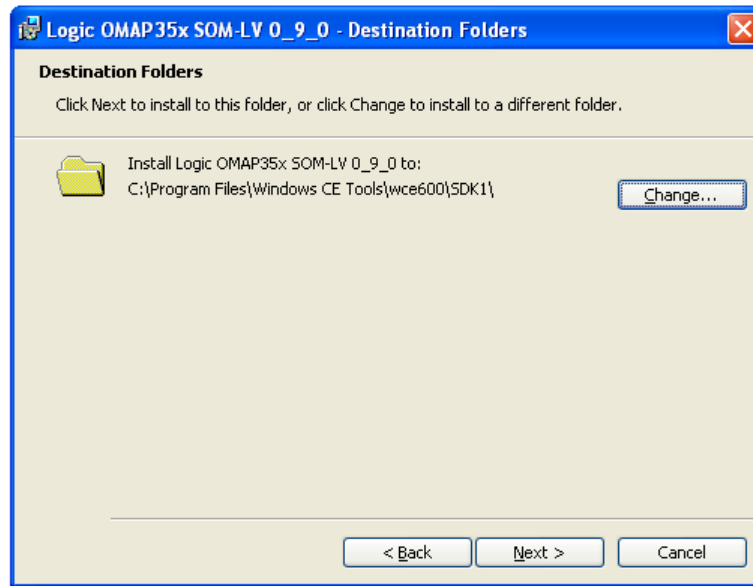 Logic OMAP35x SOM-LV 0_9_0 - Destination Folders
Destination Folders
Click Next to install to this folder, or click Change to install to a different folder.
Install Logic OMAP35x SOM-LV 0_9_0 to:
C:\Program Files\Windows CE Tools\wce600\SDK1\
Change...
< Back
Next >
Cancel